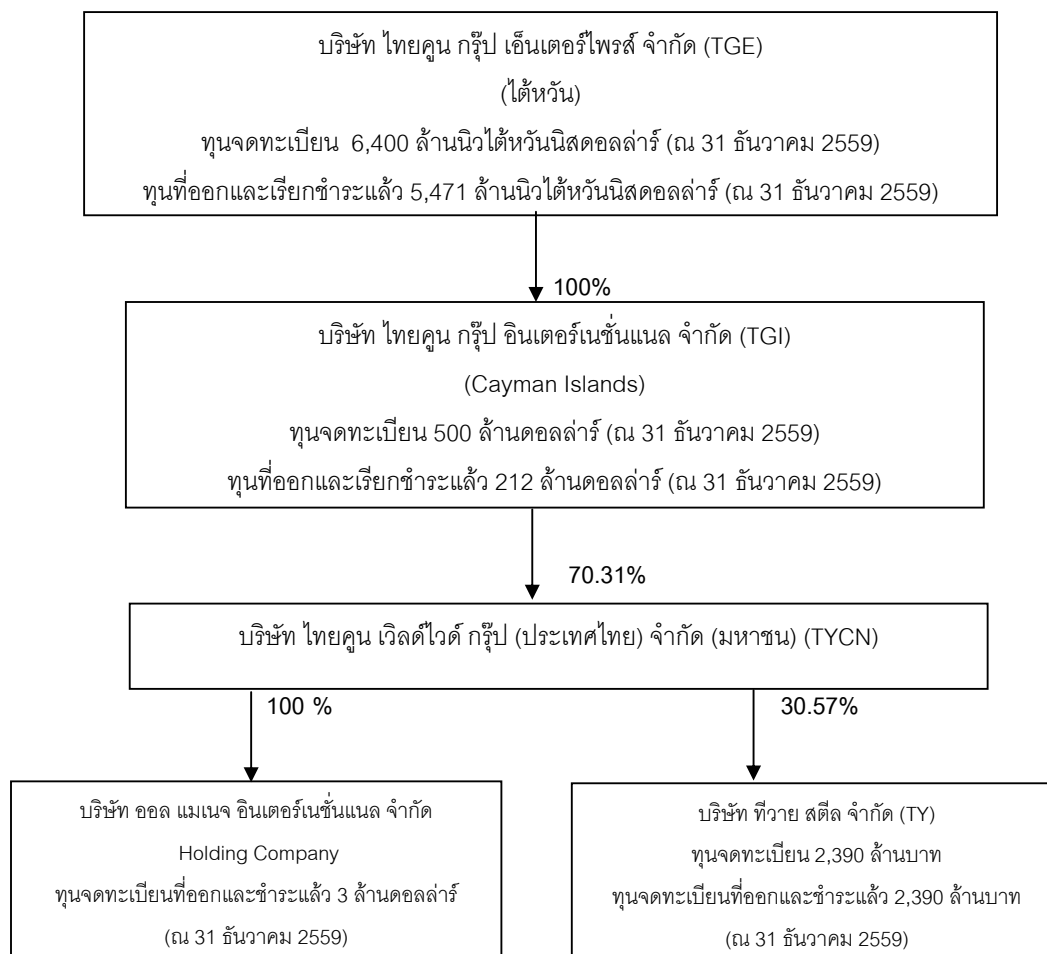 บริษัท ไทยคูน กรุ๊ป เอ็นเตอร์ไพรส์ จำกัด (TGE)
(ไต้หวัน)
ทุนจดทะเบียน 6,400 ล้านนิวไต้หวันนิสดอลล่าร์ (ณ 31 ธันวาคม 2559)
ทุนที่ออกและเรียกชำระแล้ว 5,471 ล้านนิวไต้หวันนิสดอลล่าร์ (ณ 31 ธันวาคม 2559)
100%
บริษัท ไทยคูน กรุ๊ป อินเตอร์เนชั่นแนล จำกัด (TGI)
(Cayman Islands)
ทุนจดทะเบียน 500 ล้านดอลล่าร์ (ณ 31 ธันวาคม 2559)
ทุนที่ออกและเรียกชำระแล้ว 212 ล้านดอลล่าร์ (ณ 31 ธันวาคม 2559)
70.31%
บริษัท ไทยคูน เวิลด์ไวด์ กรุ๊ป (ประเทศไทย) จำกัด (มหาชน) (TYCN)
100 %
30.57%
บริษัท ออล แมเนจ อินเตอร์เนชั่นแนล จำกัด
Holding Company
ทุนจดทะเบียนที่ออกและชำระแล้ว 3 ล้านดอลล่าร์
(ณ 31 ธันวาคม 2559)
บริษัท ทีวาย สตีล จำกัด (TY)
ทุนจดทะเบียน 2,390 ล้านบาท
ทุนจดทะเบียนที่ออกและชำระแล้ว 2,390 ล้านบาท
(ณ 31 ธันวาคม 2559)